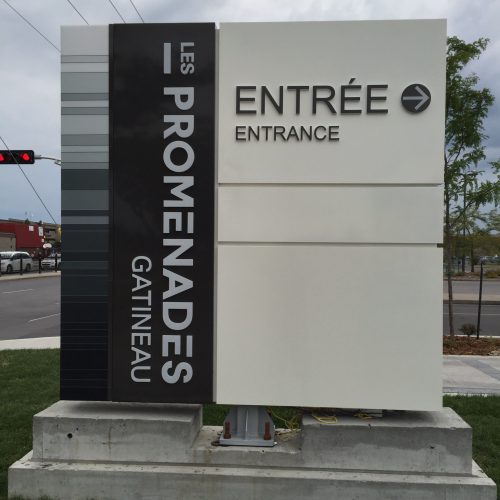 LES
PROMENADES
GATINEAU
ENTRÉE
ENTRANCE